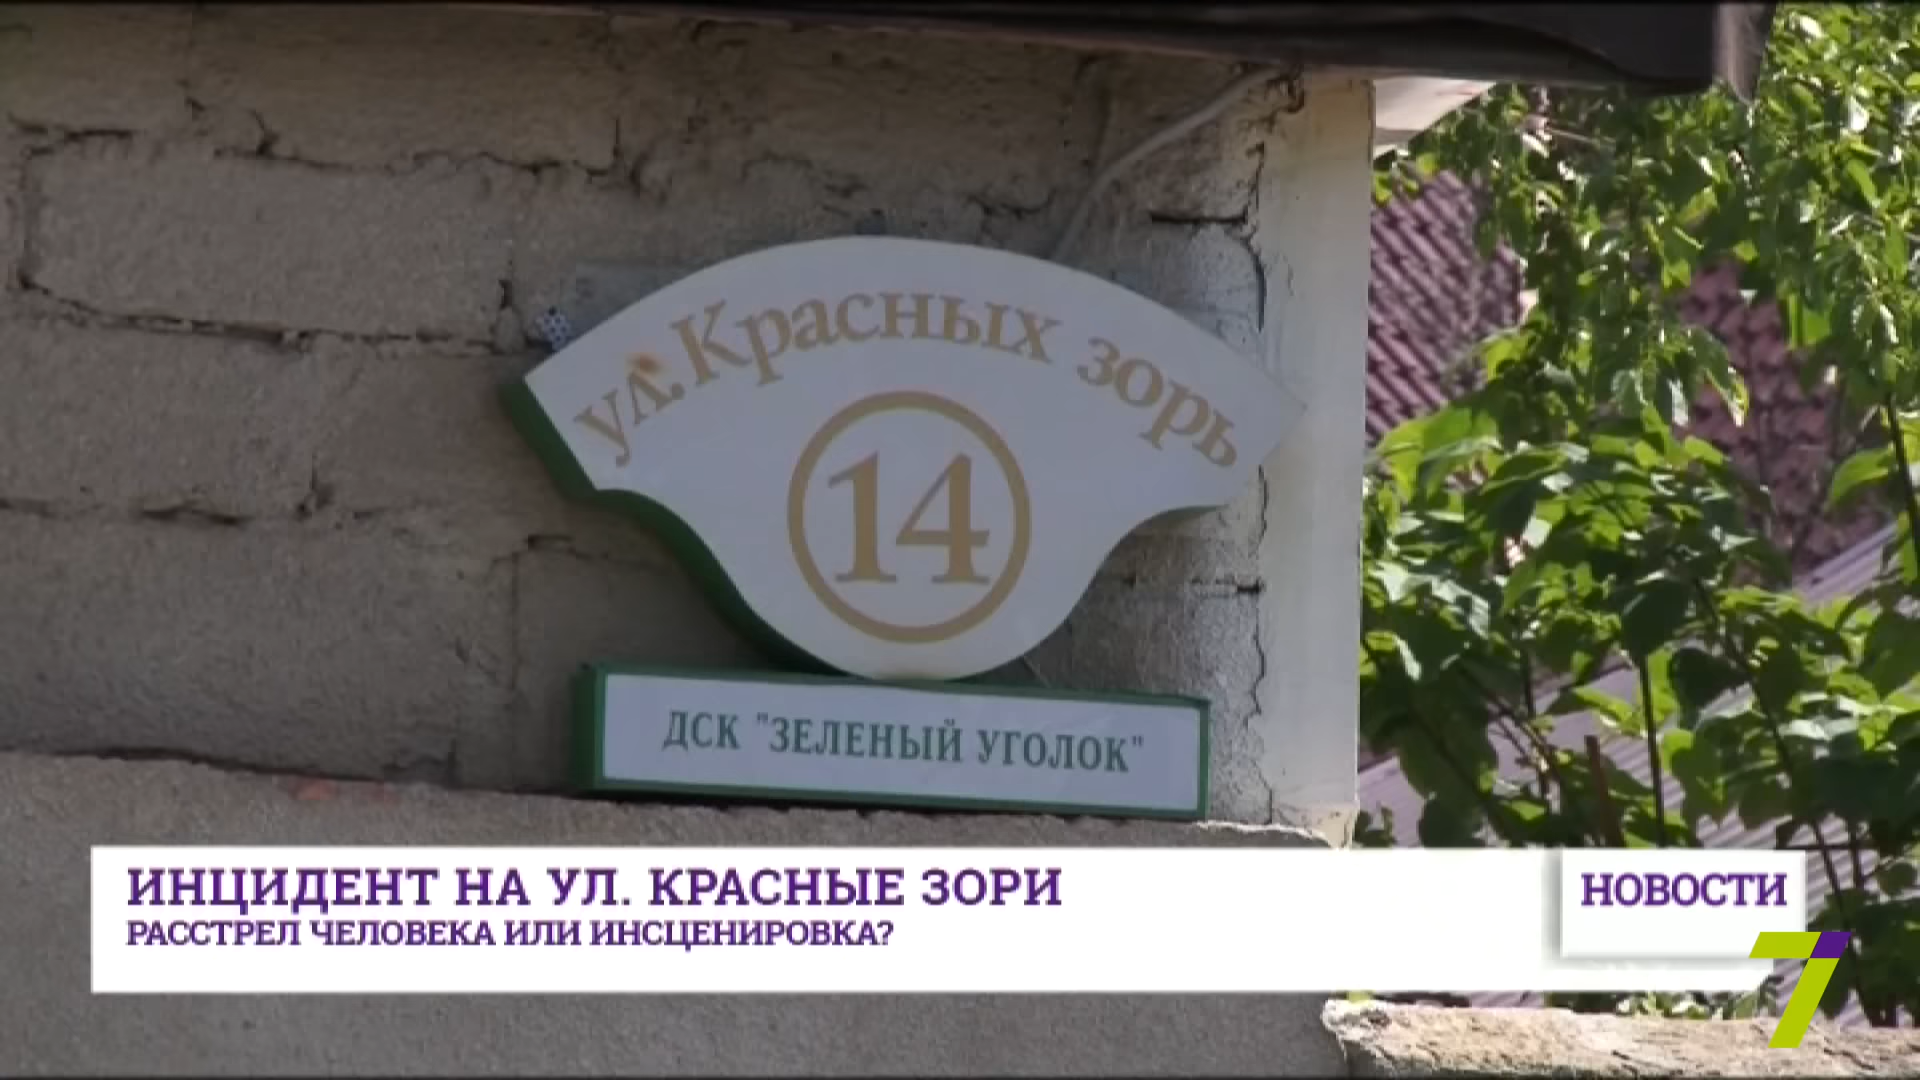 ул. Красных зорь
14
ДСК "ЗЕЛЕНЫЙ УГОЛОК"
ИНЦИДЕНТ НА УЛ. КРАСНЫЕ ЗОРИ
РАССТРЕЛ ЧЕЛОВЕКА ИЛИ ИНСЦЕНИРОВКА?
НОВОСТИ
7